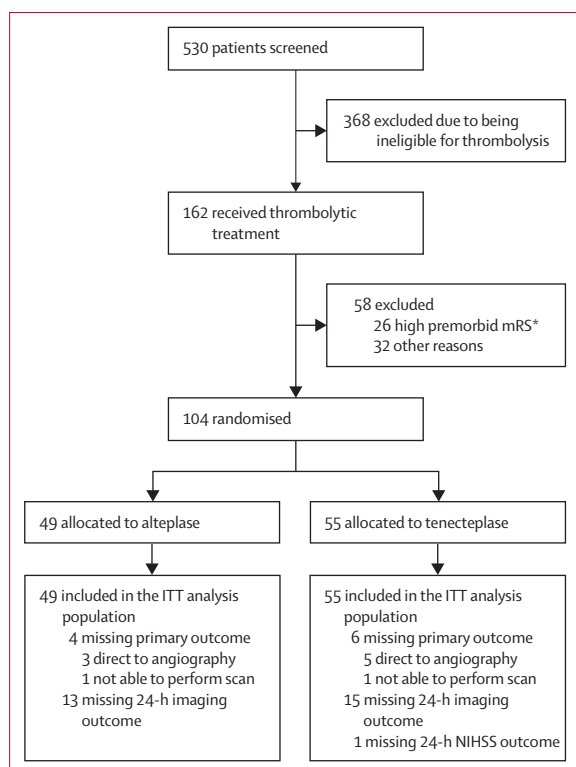 530 patients screened
368 excluded due to being
ineligible for thrombolysis
162 received thrombolytic
treatment
58 excluded
26 high premorbid mRS*
32 other reasons
104 randomised
49 allocated to alteplase
55 allocated to tenecteplase
49 included in the ITT analysis
population
4 missing primary outcome
3 direct to angiography
1 not able to perform scan
13 missing 24-h imaging
outcome
55 included in the ITT analysis
population
6 missing primary outcome
5 direct to angiography
1 not able to perform scan
15 missing 24-h imaging
outcome
1 missing 24-h NIHSS outcome